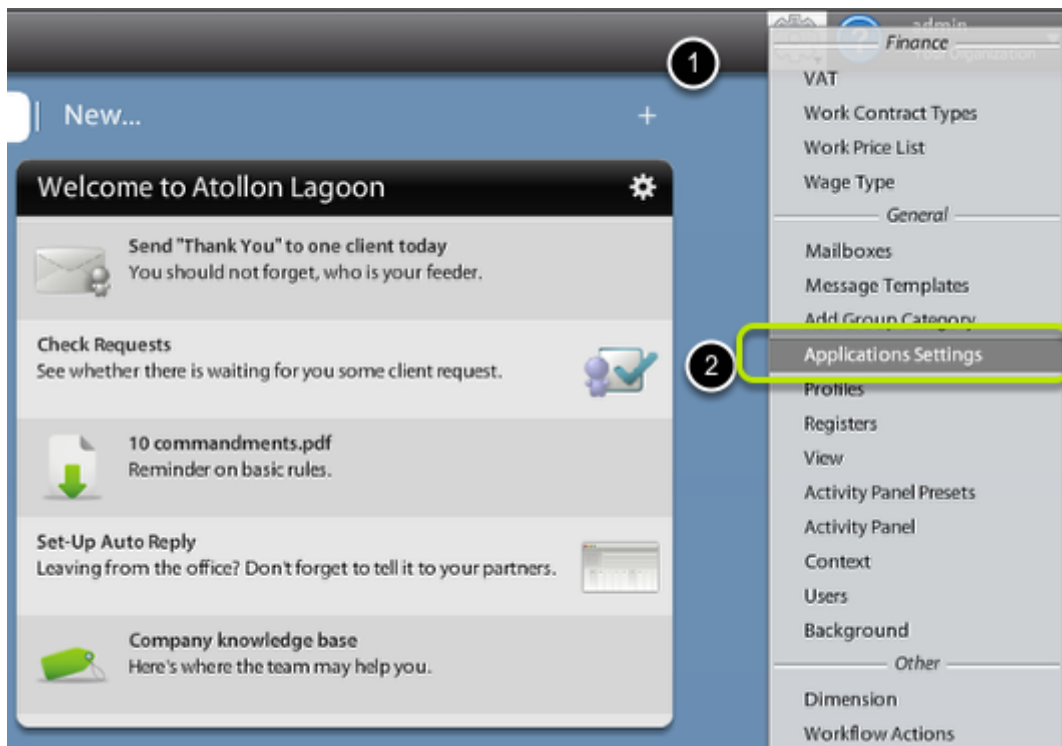 admin
Your Organization
?
1
New...
+
Welcome to Atollon Lagoon
Send "Thank You" to one client today
You should not forget, who is your feeder.
Check Requests
See whether there is waiting for you some client request.
10 commandments.pdf
Reminder on basic rules.
Set-Up Auto Reply
Leaving from the office? Don't forget to tell it to your partners.
Company knowledge base
Here's where the team may help you.
Finance
VAT
Work Contract Types
Work Price List
Wage Type
General
Mailboxes
Message Templates
Add Group Category
2
Applications Settings
Profiles
Registers
View
Activity Panel Presets
Activity Panel
Context
Users
Background
Other
Dimension
Workflow Actions